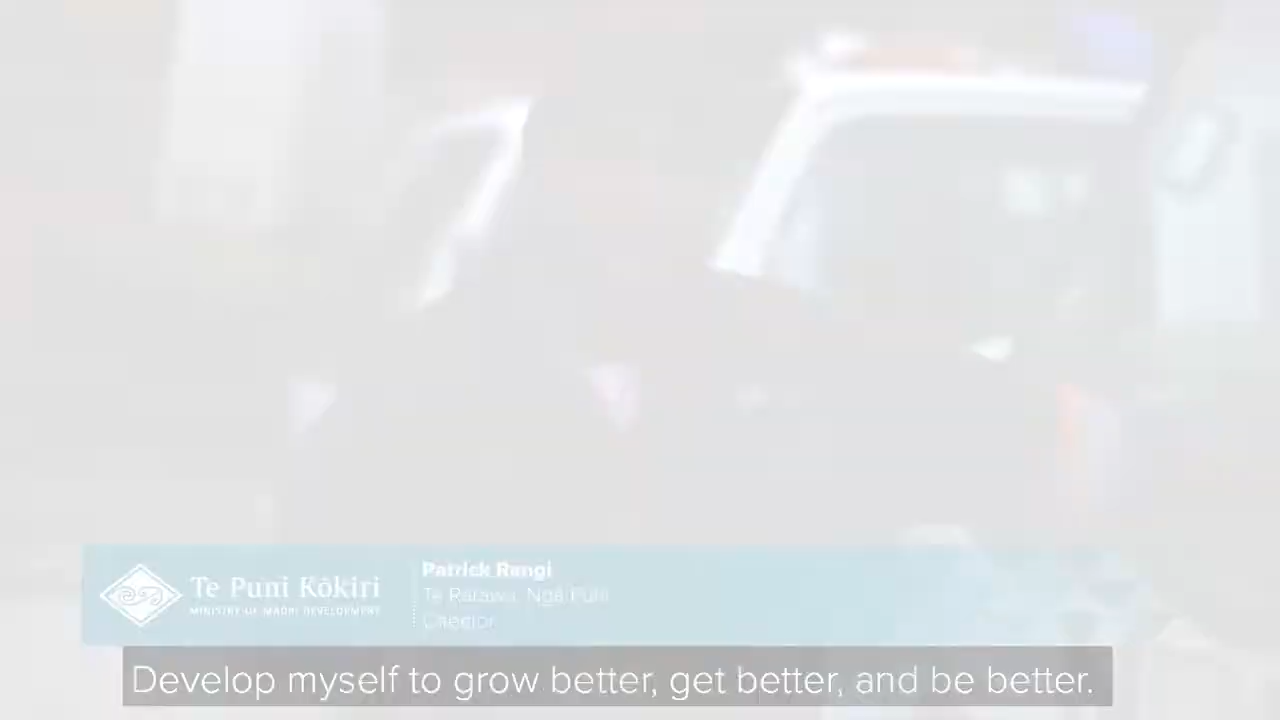 Te Puni Kōkiri
MINISTRY OF MĀORI DEVELOPMENT
Patrick Rangi
Te Rarawa, Ngā Puhi
Director
Develop myself to grow better, get better, and be better.